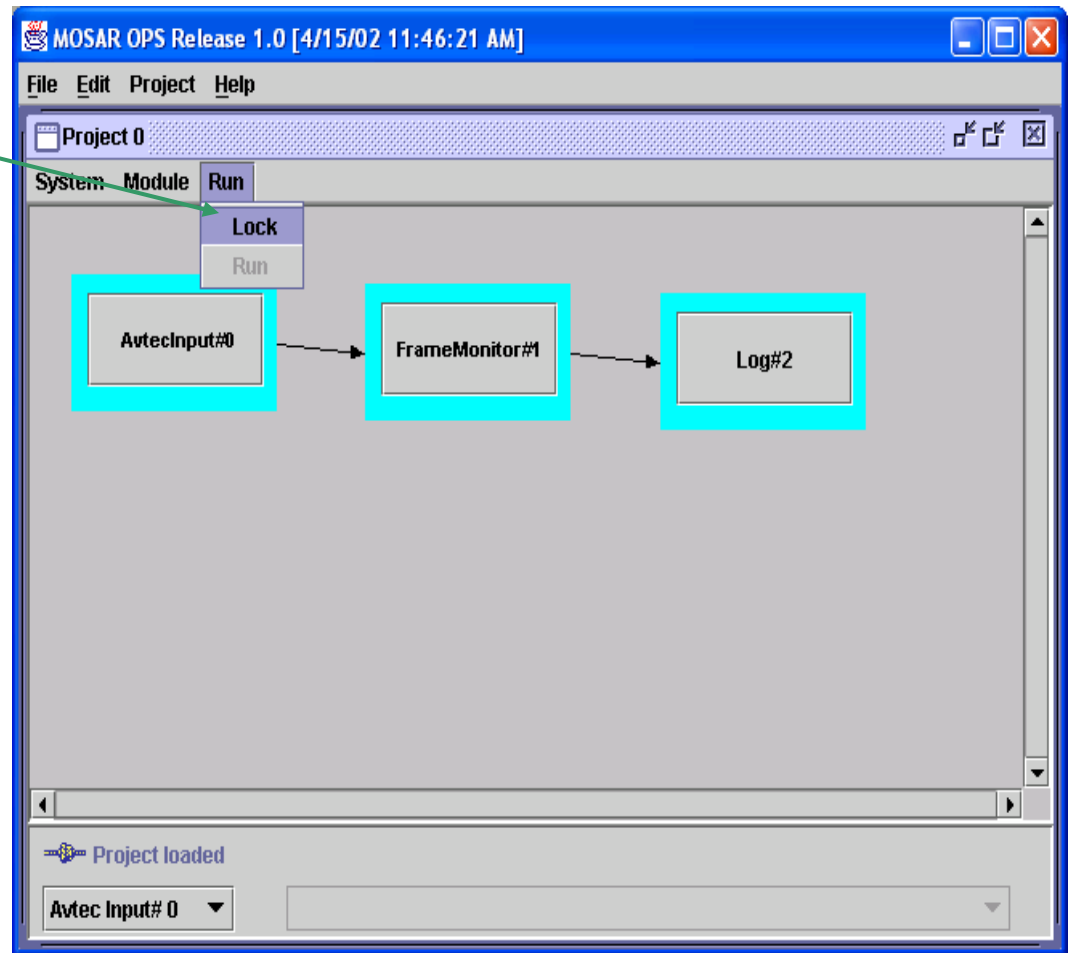 MOSAR OPS Release 1.0 [4/15/02 11:46:21 AM]
File Edit Project Help
Project 0
System Module Run
Lock
Run
AvtecInput#0
FrameMonitor#1
Log#2
Project loaded
Avtec Input# 0